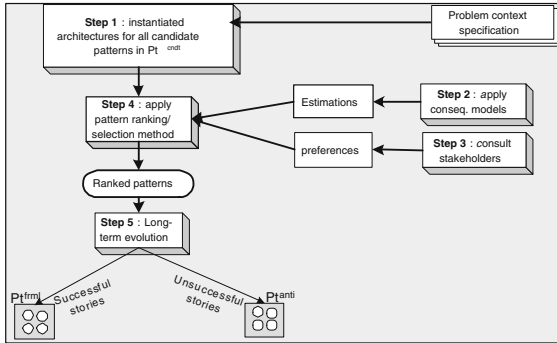 Step 1 : instantiated
architectures for all candidate
patterns in Pt cndt
Problem context
specification
Step 4 : apply
pattern ranking/
selection method
Estimations
Step 2 : apply
conseq. models
preferences
Step 3 : consult
stakeholders
Ranked patterns
Step 5 : Long-
term evolution
Successful
stories
Unsuccessful
stories
Pt frml
Pt anti